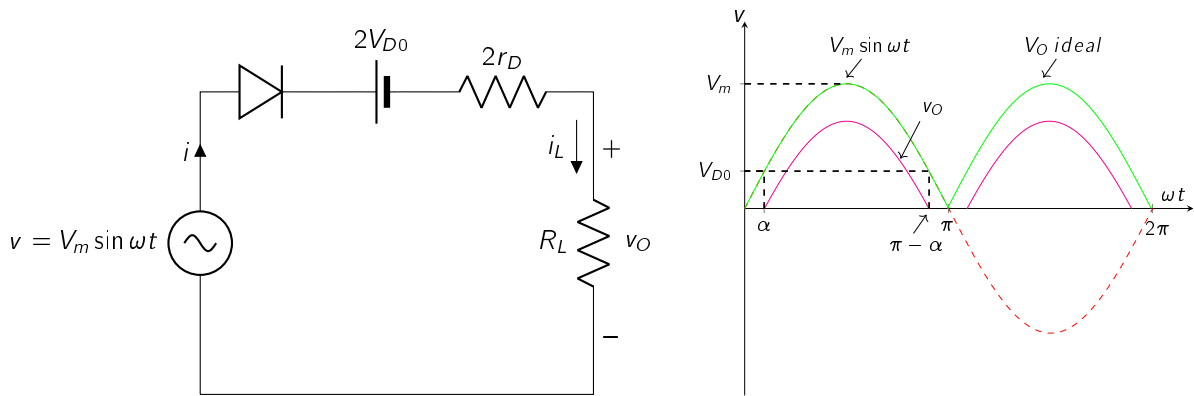 2V_{D0}
2r_D
i
i_L
+
v = V_m sin ωt
R_L
v_O
−
v
V_m sin ωt
V_O ideal
V_m
v_O
V_{D0}
ωt
α
π
2π
π − α